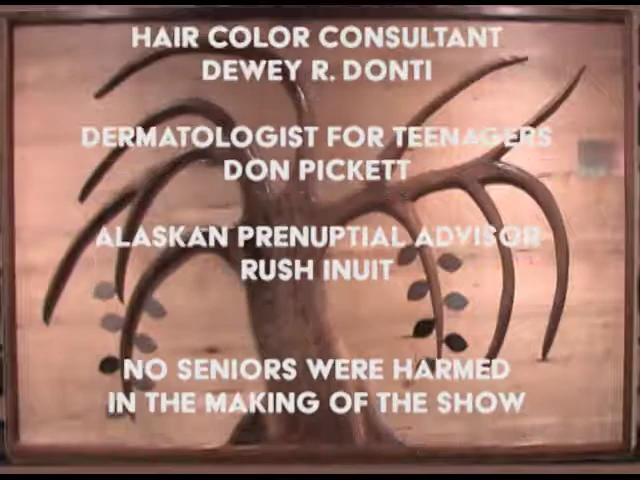 HAIR COLOR CONSULTANT
DEWEY R. DONTI
DERMATOLOGIST FOR TEENAGERS
DON PICKETT
ALASKAN PRENUPTIAL ADVISOR
RUSH INUIT
NO SENIORS WERE HARMED
IN THE MAKING OF THE SHOW